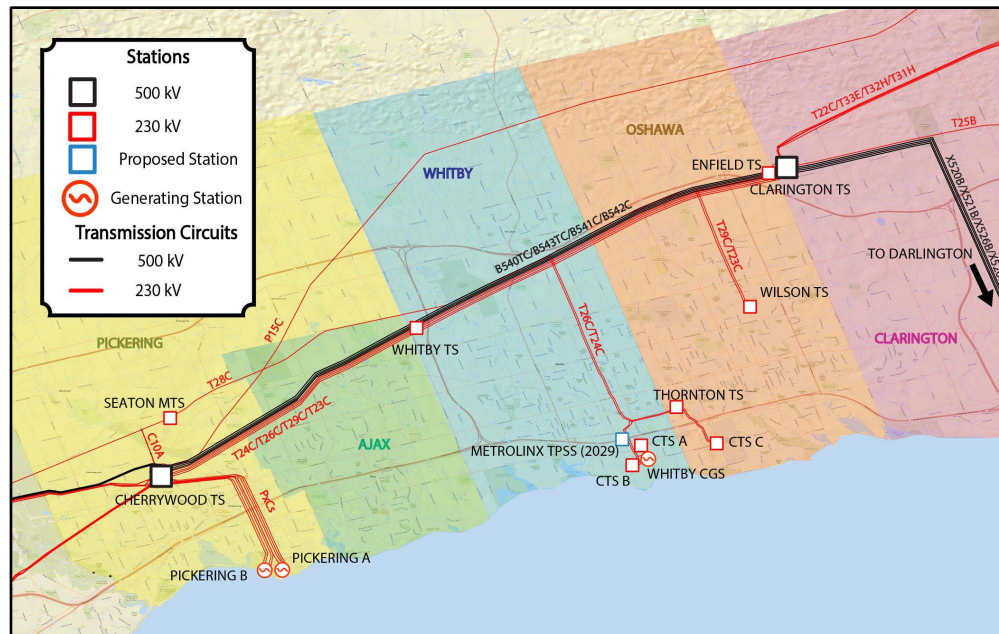 Stations
500 kV
230 kV
Proposed Station
Generating Station
Transmission Circuits
500 kV
230 kV
T22C/T33E/T32H/T31H
T25B
OSHAWA
WHITBY
ENFIELD TS
CLARINGTON TS
X520B/X521B/X526B/
B540TC/B543TC/B541C/B542C
T29C/T23C
TO DARLINGTON
WILSON TS
P15C
T26C/T24C
PICKERING
WHITBY TS
CLARINGTON
T28C
SEATON MTS
THORNTON TS
T24C/T26C/T29C/T23C
C10A
AJAX
METROLINX TPSS (2029)
CTS A
CTS C
WHITBY CGS
CTS B
CHERRYWOOD TS
PxCs
PICKERING A
PICKERING B